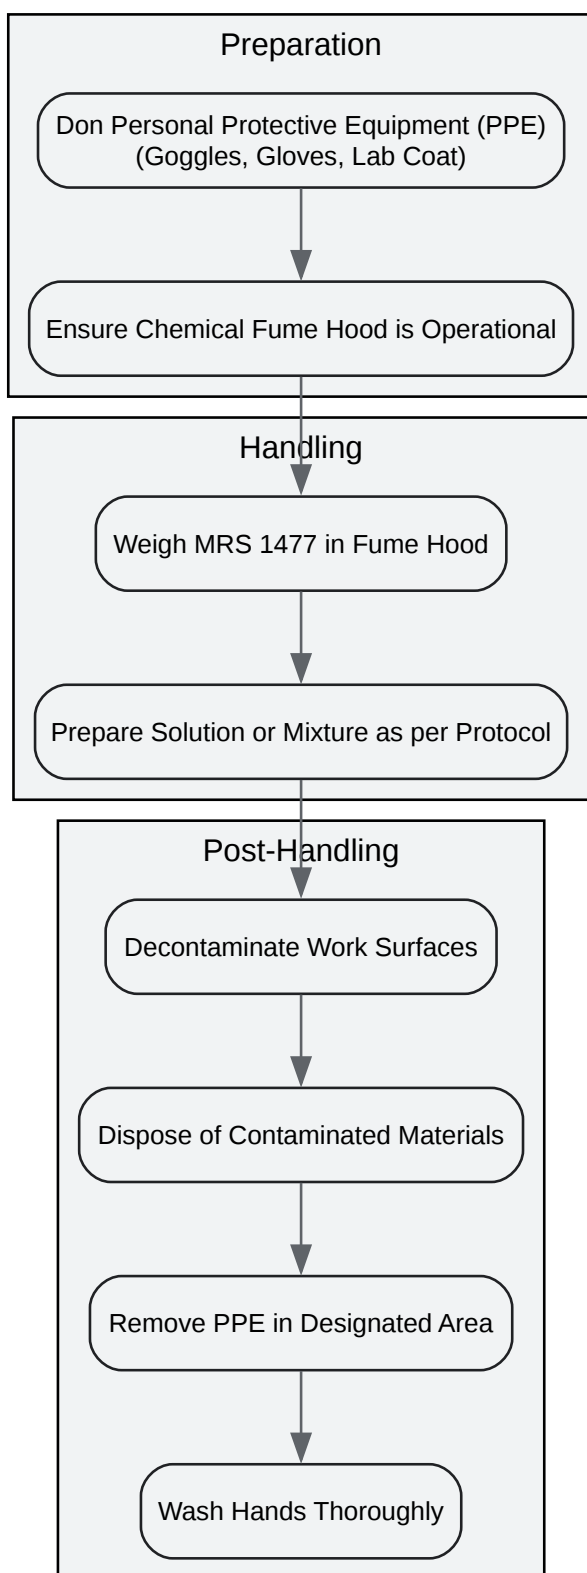 Preparation
Don Personal Protective Equipment (PPE)
(Goggles, Gloves, Lab Coat)
Ensure Chemical Fume Hood is Operational
Handling
Weigh MRS 1477 in Fume Hood
Prepare Solution or Mixture as per Protocol
Post-Handling
Decontaminate Work Surfaces
Dispose of Contaminated Materials
Remove PPE in Designated Area
Wash Hands Thoroughly